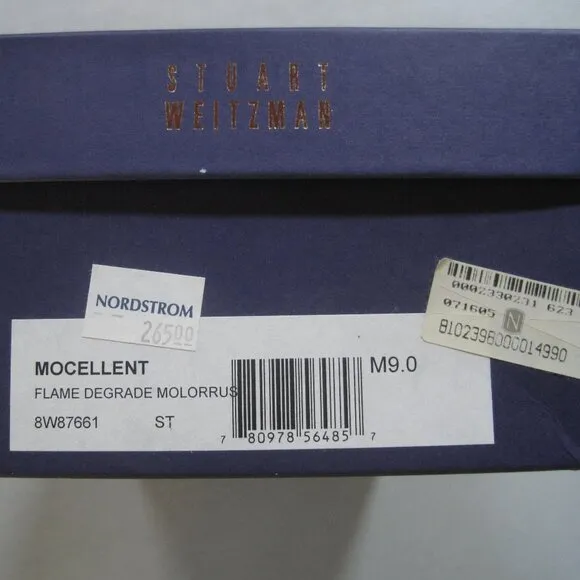 STUART
WEITZMAN
NORDSTROM
265.00
MOCELLENT
FLAME DEGRADE MOLORRUS
8W87661 ST
M9.0
7 80978 56485 7
0002330231 623
071605 N
B10239B000014990